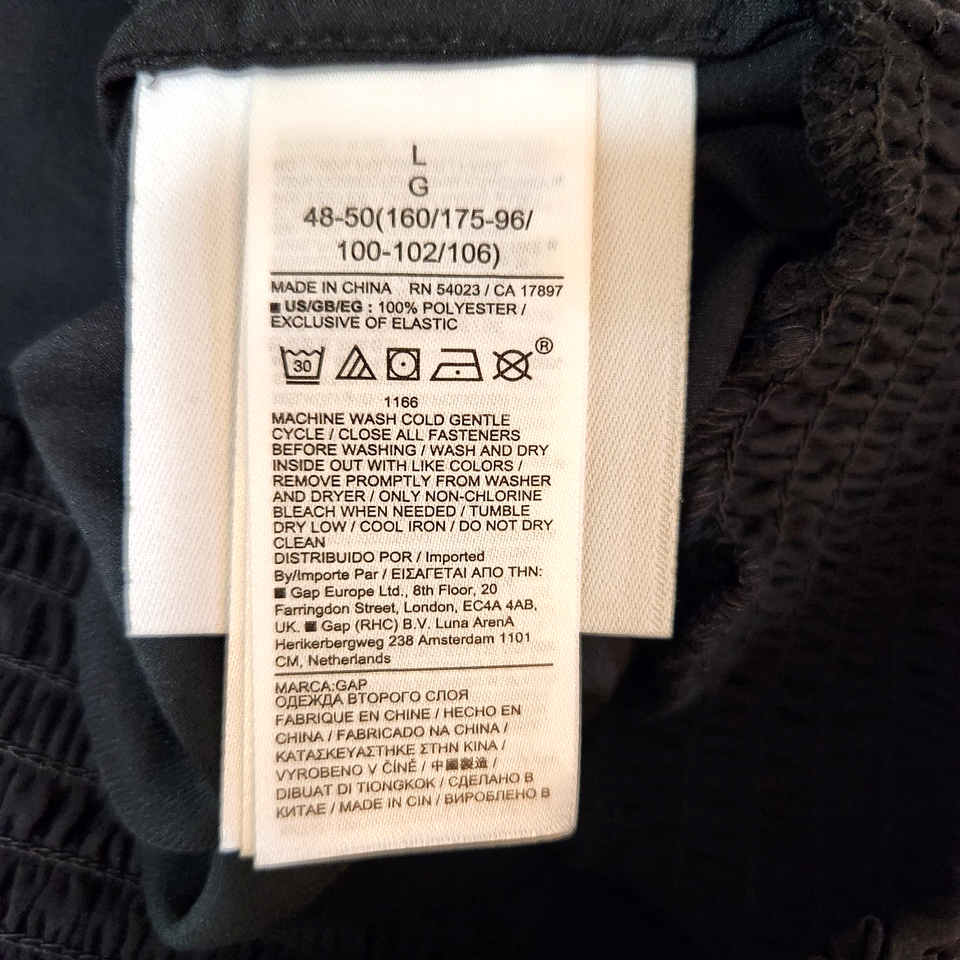 L
G
48-50(160/175-96/
100-102/106)
MADE IN CHINA RN 54023 / CA 17897
■ US/GB/EG : 100% POLYESTER /
EXCLUSIVE OF ELASTIC
30 ®
1166
MACHINE WASH COLD GENTLE
CYCLE / CLOSE ALL FASTENERS
BEFORE WASHING / WASH AND DRY
INSIDE OUT WITH LIKE COLORS /
REMOVE PROMPTLY FROM WASHER
AND DRYER / ONLY NON-CHLORINE
BLEACH WHEN NEEDED / TUMBLE
DRY LOW / COOL IRON / DO NOT DRY
CLEAN
DISTRIBUIDO POR / Imported
By/Importe Par / ΕΙΣΑΓΕΤΑΙ ΑΠΟ ΤΗΝ:
■ Gap Europe Ltd., 8th Floor, 20
Farringdon Street, London, EC4A 4AB,
UK. ■ Gap (RHC) B.V. Luna ArenA
Herikerbergweg 238 Amsterdam 1101
CM, Netherlands
MARCA:GAP
ОДЕЖДА ВТОРОГО СЛОЯ
FABRIQUE EN CHINE / HECHO EN
CHINA / FABRICADO NA CHINA /
ΚΑΤΑΣΚΕΥΑΣΤΗΚΕ ΣΤΗΝ ΚΙΝΑ /
VYROBENO V ČÍNĚ / 中國製造 /
DIBUAT DI TIONGKOK / СДЕЛАНО В
КИТАЕ / MADE IN CIN / ВИРОБЛЕНО В